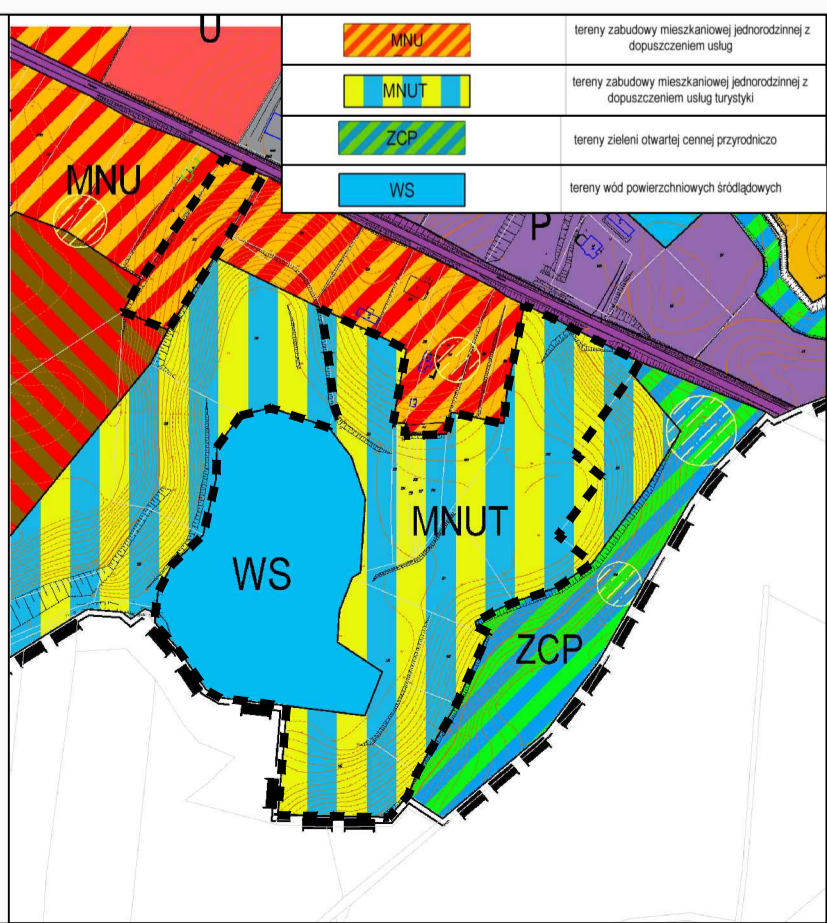 U
MNU
tereny zabudowy mieszkaniowej jednorodzinnej z
dopuszczeniem usług
MNUT
tereny zabudowy mieszkaniowej jednorodzinnej z
dopuszczeniem usług turystyki
ZCP
tereny zieleni otwartej cennej przyrodniczo
WS
tereny wód powierzchniowych śródlądowych
MNU
P
MNUT
WS
ZCP